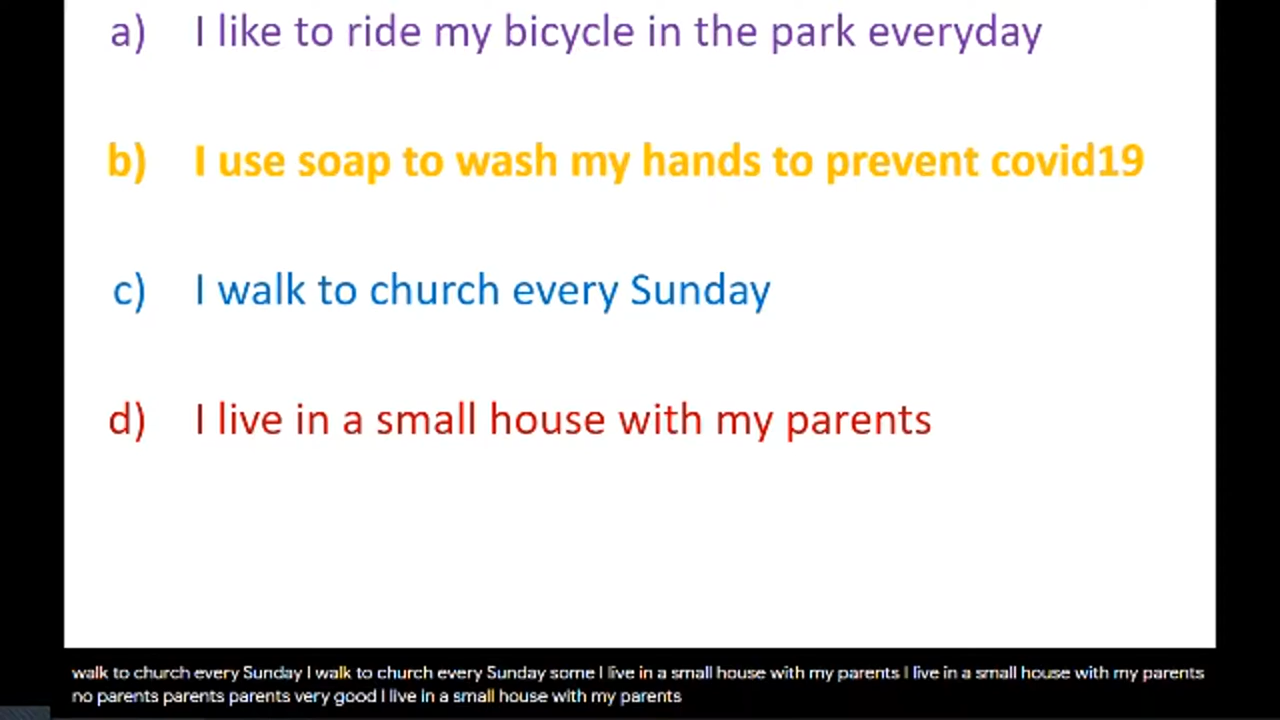 a) I like to ride my bicycle in the park everyday
b) I use soap to wash my hands to prevent covid19
c) I walk to church every Sunday
d) I live in a small house with my parents
walk to church every Sunday I walk to church every Sunday some I live in a small house with my parents I live in a small house with my parents
no parents parents parents very good I live in a small house with my parents